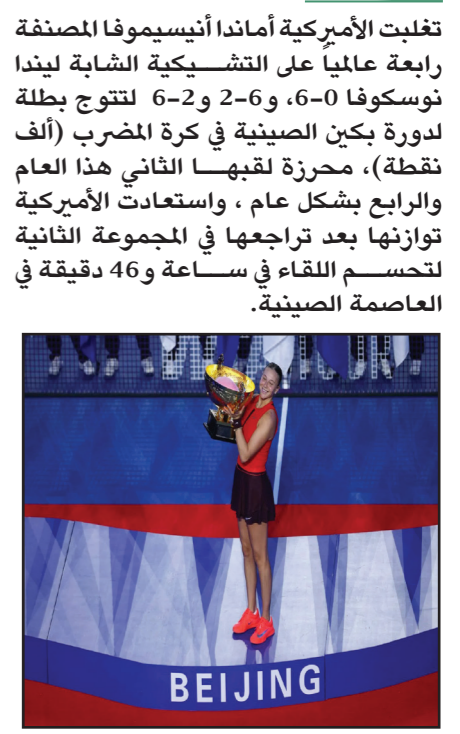 تغلبت الأميركية أماندا أنيسيموفا المصنفة
رابعة عالمياً على التشيكية الشابة ليندا
نوسكوفا 0-6، و6-2 و2-6 لتتوج بطلة
لدورة بكين الصينية في كرة المضرب (ألف
نقطة)، محرزة لقبها الثاني هذا العام
والرابع بشكل عام ، واستعادت الأميركية
توازنها بعد تراجعها في المجموعة الثانية
لتحسم اللقاء في ساعة و46 دقيقة في
العاصمة الصينية.
BEIJING